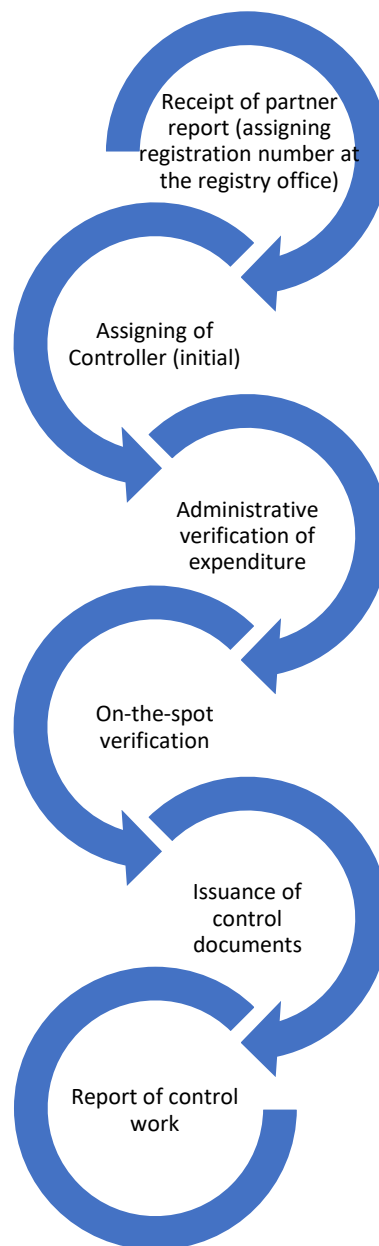 Receipt of partner
report (assigning
registration number at
the registry office)
Assigning of
Controller (initial)
Administrative
verification of
expenditure
On-the-spot
verification
Issuance of
control
documents
Report of control
work